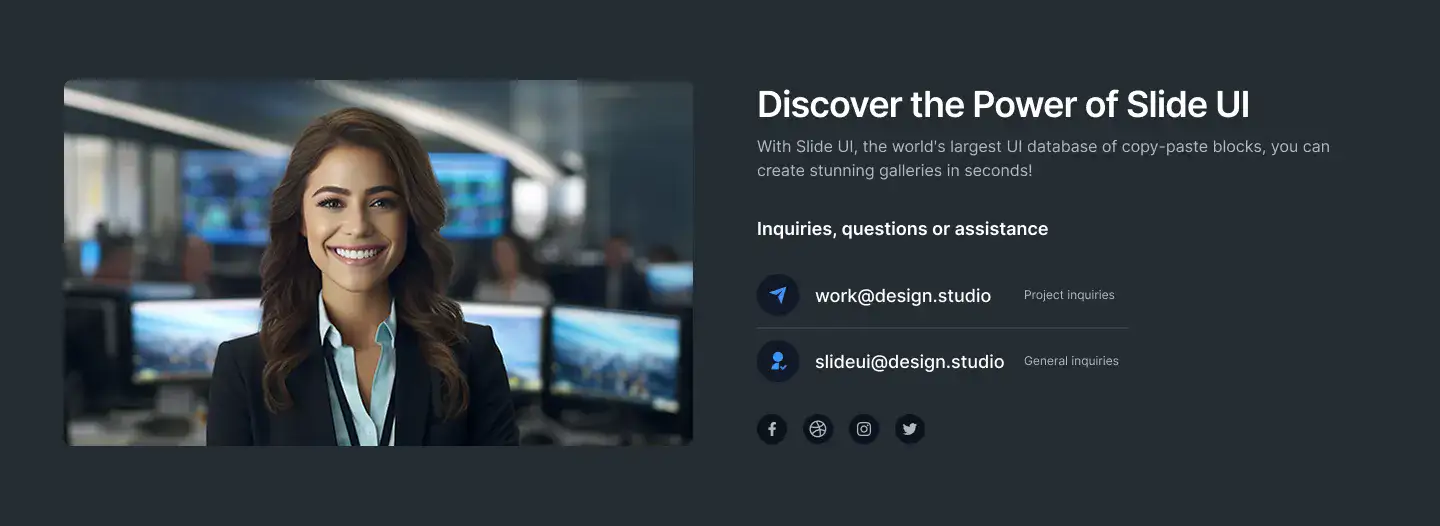 Discover the Power of Slide UI
With Slide UI, the world's largest UI database of copy-paste blocks, you can
create stunning galleries in seconds!
Inquiries, questions or assistance
work@design.studio Project inquiries
slideui@design.studio General inquiries